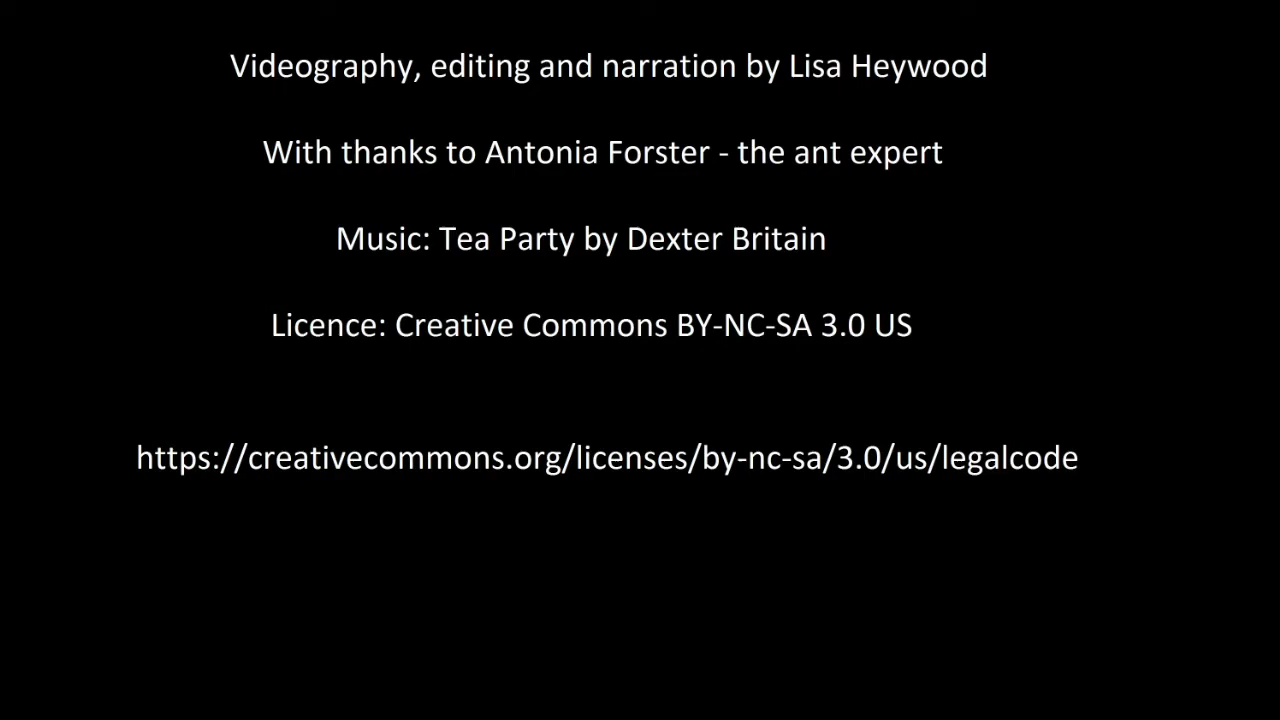 Videography, editing and narration by Lisa Heywood
With thanks to Antonia Forster - the ant expert
Music: Tea Party by Dexter Britain
Licence: Creative Commons BY-NC-SA 3.0 US
https://creativecommons.org/licenses/by-nc-sa/3.0/us/legalcode